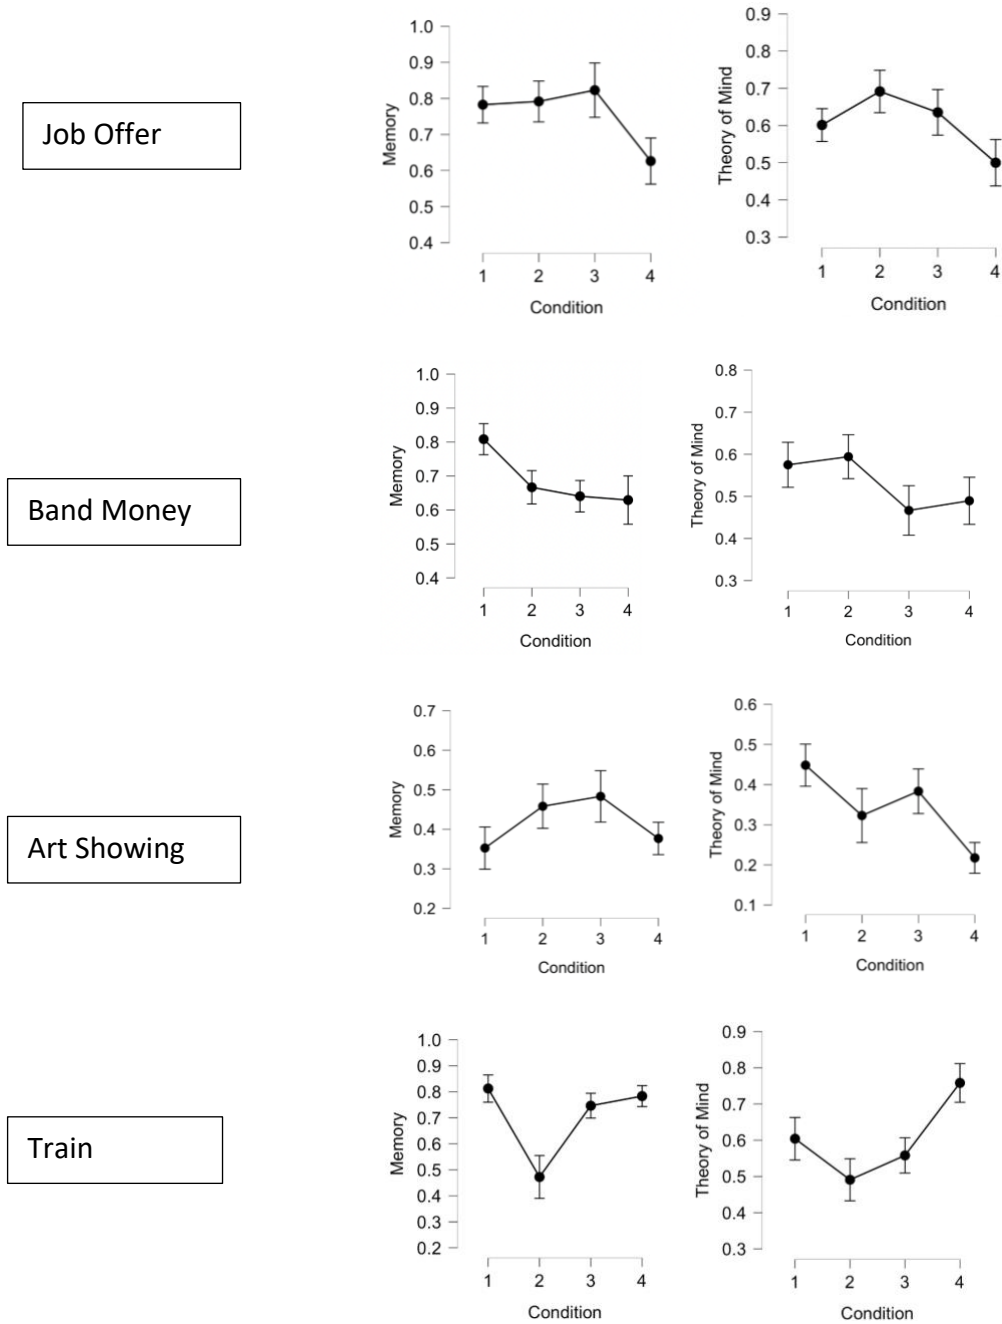 Job Offer
Memory
1.0
0.9
0.8
0.7
0.6
0.5
0.4
1 2 3 4
Condition
Theory of Mind
0.9
0.8
0.7
0.6
0.5
0.4
0.3
1 2 3 4
Condition
Band Money
Memory
1.0
0.9
0.8
0.7
0.6
0.5
0.4
1 2 3 4
Condition
Theory of Mind
0.8
0.7
0.6
0.5
0.4
0.3
1 2 3 4
Condition
Art Showing
Memory
0.7
0.6
0.5
0.4
0.3
0.2
1 2 3 4
Condition
Theory of Mind
0.6
0.5
0.4
0.3
0.2
0.1
1 2 3 4
Condition
Train
Memory
1.0
0.9
0.8
0.7
0.6
0.5
0.4
0.3
0.2
1 2 3 4
Condition
Theory of Mind
0.9
0.8
0.7
0.6
0.5
0.4
0.3
1 2 3 4
Condition